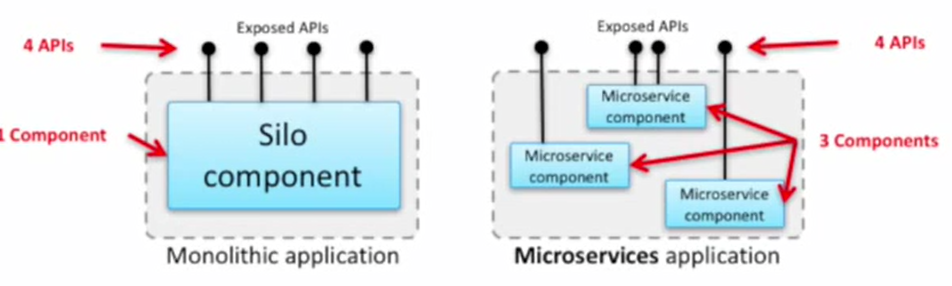 4 APIs
Exposed APIs
1 Component
Silo
component
Monolithic application
Exposed APIs
4 APIs
Microservice
component
3 Components
Microservice
component
Microservice
component
Microservices application